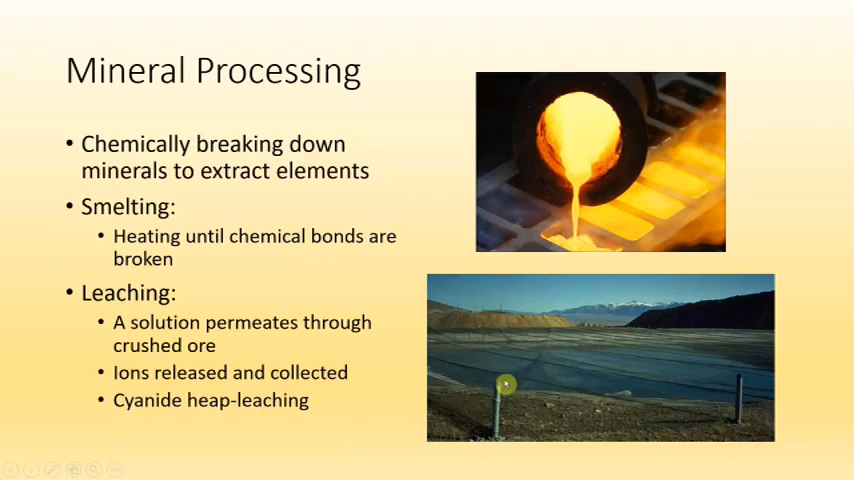 Mineral Processing
• Chemically breaking down
minerals to extract elements
• Smelting:
• Heating until chemical bonds are
broken
• Leaching:
• A solution permeates through
crushed ore
• Ions released and collected
• Cyanide heap-leaching